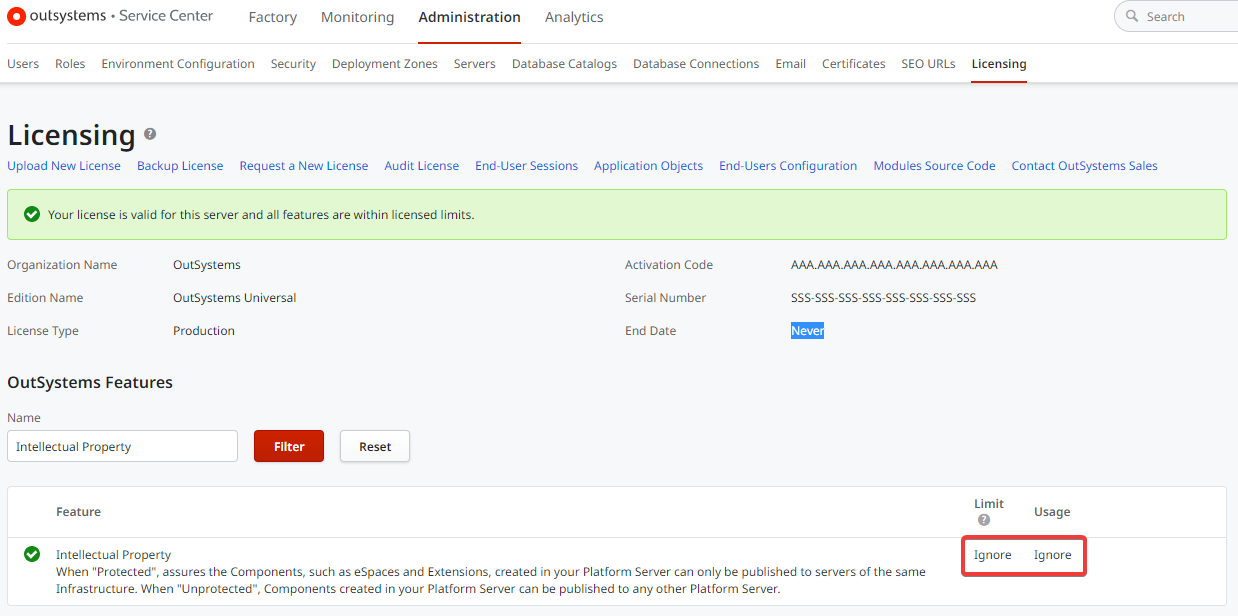 outsystems • Service Center Factory Monitoring Administration Analytics Search
Users Roles Environment Configuration Security Deployment Zones Servers Database Catalogs Database Connections Email Certificates SEO URLs Licensing
Licensing ?
Upload New License Backup License Request a New License Audit License End-User Sessions Application Objects End-Users Configuration Modules Source Code Contact OutSystems Sales
Your license is valid for this server and all features are within licensed limits.
Organization Name OutSystems Activation Code AAA.AAA.AAA.AAA.AAA.AAA.AAA.AAA
Edition Name OutSystems Universal Serial Number SSS-SSS-SSS-SSS-SSS-SSS-SSS-SSS
License Type Production End Date Never
OutSystems Features
Name
Intellectual Property Filter Reset
Feature Limit ? Usage
Intellectual Property Ignore Ignore
When "Protected", assures the Components, such as eSpaces and Extensions, created in your Platform Server can only be published to servers of the same
Infrastructure. When "Unprotected", Components created in your Platform Server can be published to any other Platform Server.